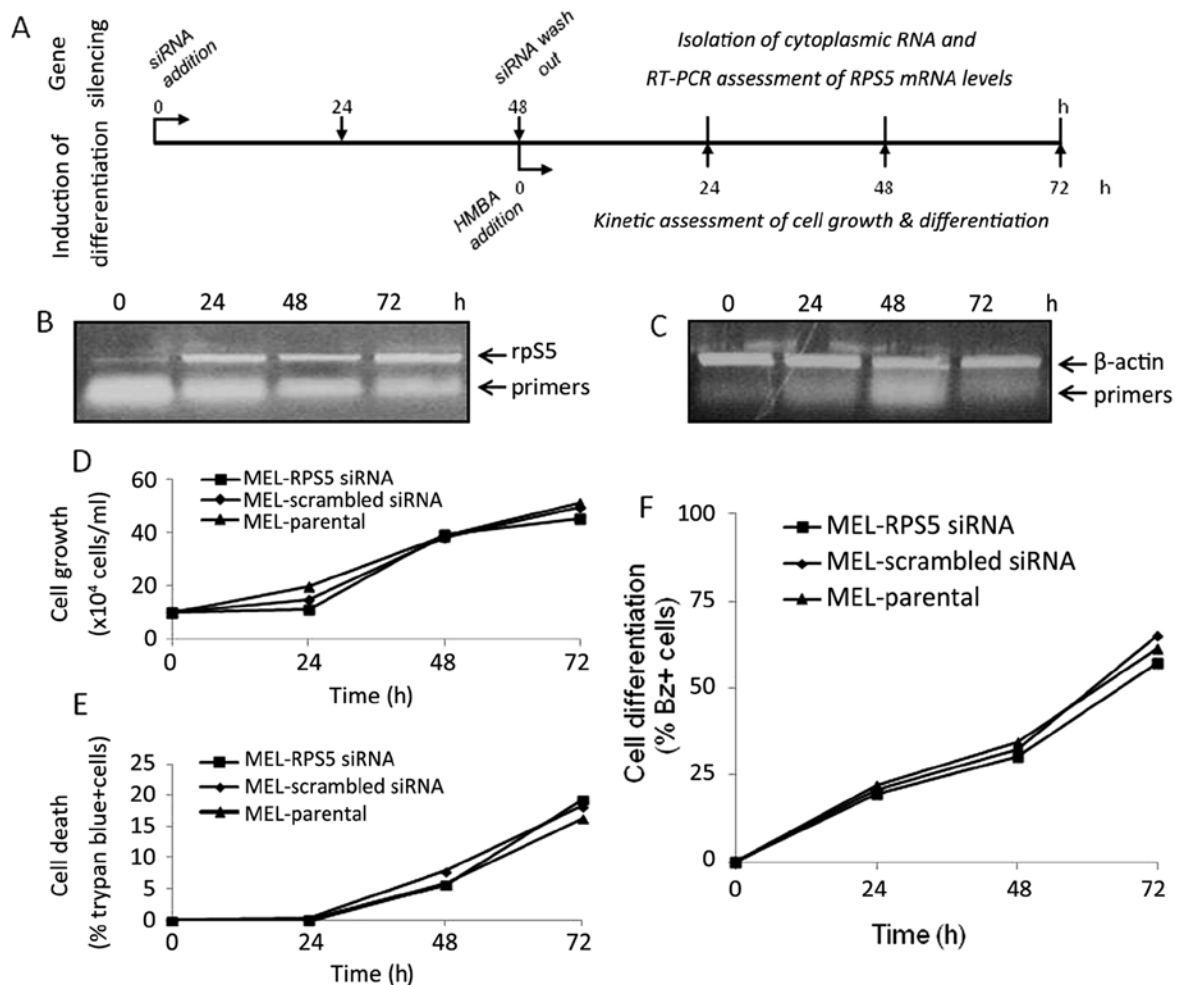 A
Gene
silencing
Induction of
differentiation
siRNA
addition
siRNA wash
out
Isolation of cytoplasmic RNA and
RT-PCR assessment of RPS5 mRNA levels
0 24 48 h
0 24 48 72 h
HMBA
addition
Kinetic assessment of cell growth & differentiation
B
0 24 48 72 h
rpS5
primers
C
0 24 48 72 h
β-actin
primers
D
Cell growth
(x10⁴ cells/ml)
60
40
20
0
MEL-RPS5 siRNA
MEL-scrambled siRNA
MEL-parental
0 24 48 72
Time (h)
E
Cell death
(% trypan blue+cells)
25
20
15
10
5
0
MEL-RPS5 siRNA
MEL-scrambled siRNA
MEL-parental
0 24 48 72
Time (h)
F
Cell differentiation
(% Bz+ cells)
100
75
50
25
0
MEL-RPS5 siRNA
MEL-scrambled siRNA
MEL-parental
0 24 48 72
Time (h)